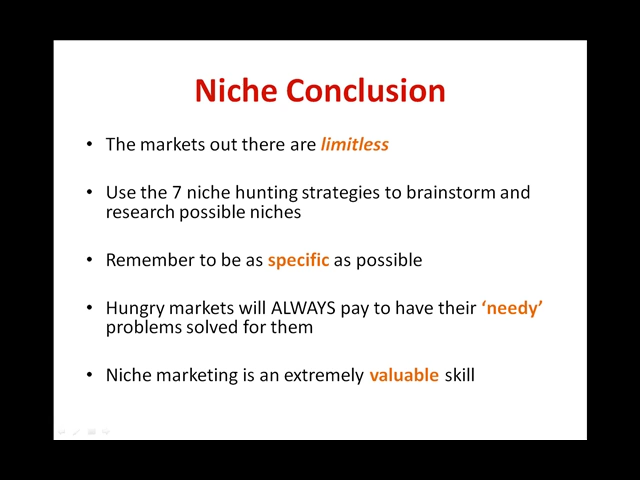 Niche Conclusion
• The markets out there are limitless
• Use the 7 niche hunting strategies to brainstorm and
research possible niches
• Remember to be as specific as possible
• Hungry markets will ALWAYS pay to have their ‘needy’
problems solved for them
• Niche marketing is an extremely valuable skill